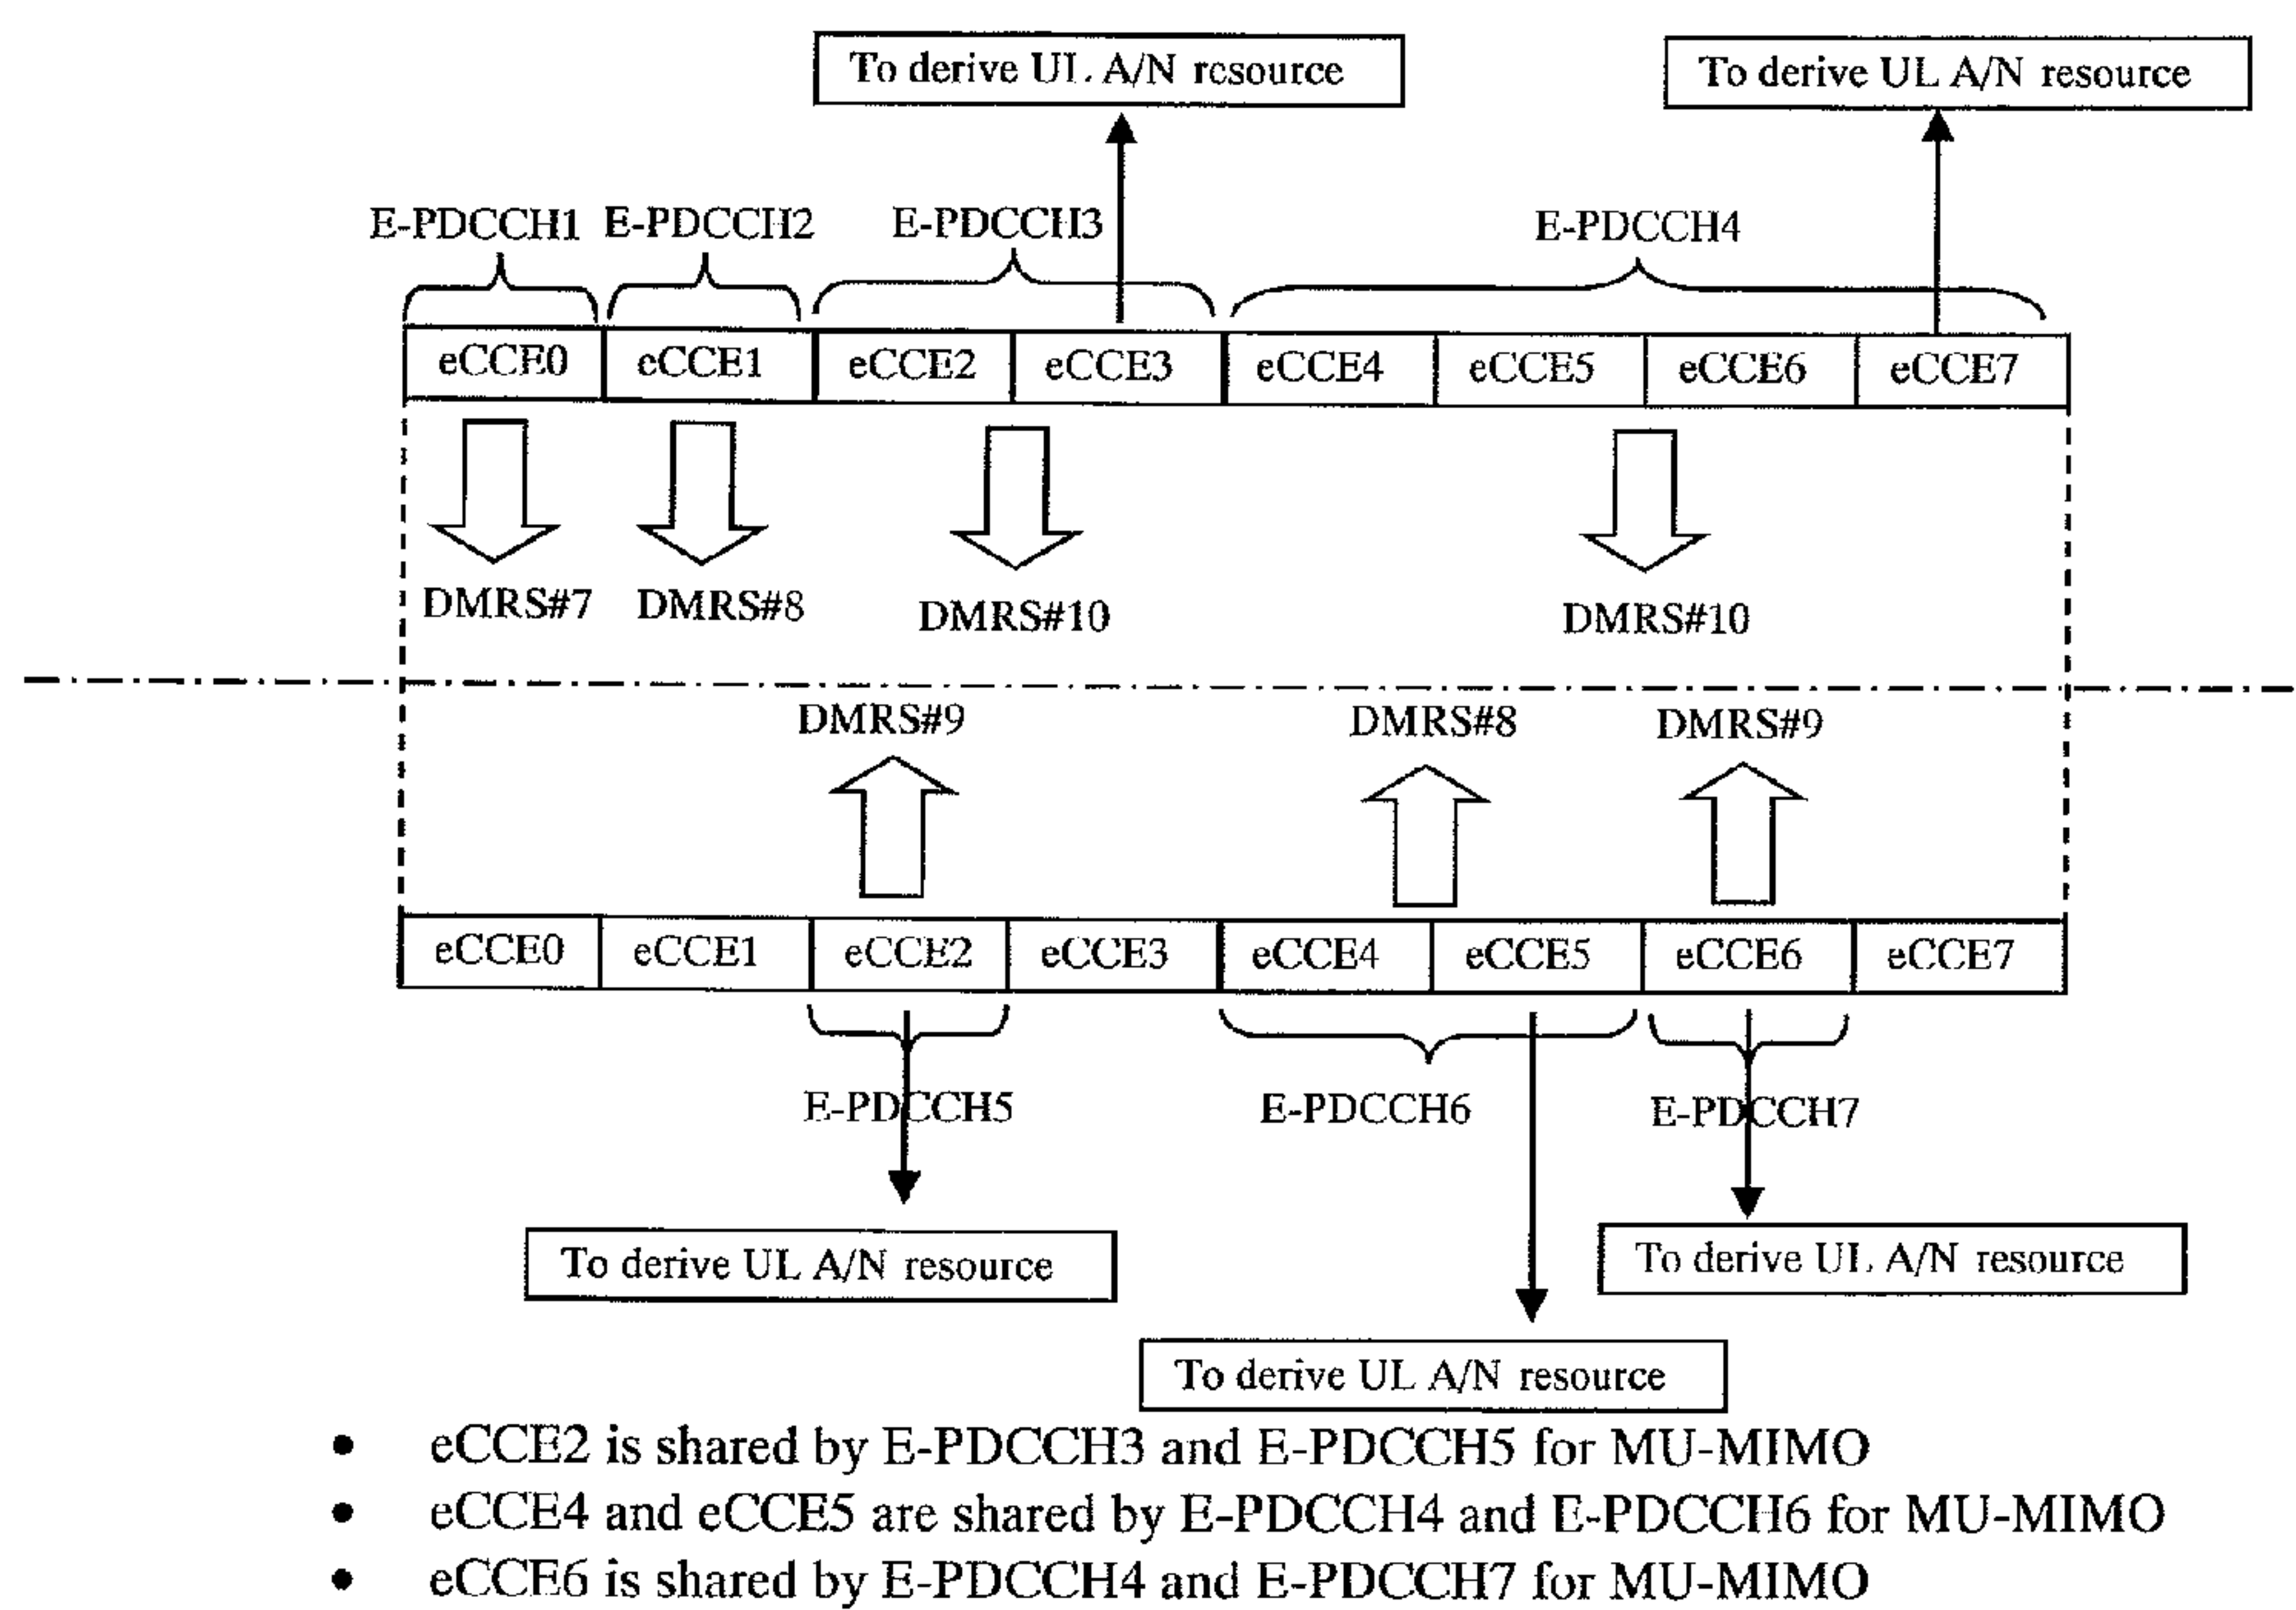 To derive UL A/N resource
To derive UL A/N resource
E-PDCCH1 E-PDCCH2 E-PDCCH3 E-PDCCH4
eCCE0 eCCE1 eCCE2 eCCE3 eCCE4 eCCE5 eCCE6 eCCE7
DMRS#7 DMRS#8 DMRS#10 DMRS#10
DMRS#9 DMRS#8 DMRS#9
eCCE0 eCCE1 eCCE2 eCCE3 eCCE4 eCCE5 eCCE6 eCCE7
E-PDCCH5 E-PDCCH6 E-PDCCH7
To derive UL A/N resource
To derive UL A/N resource
To derive UL A/N resource
• eCCE2 is shared by E-PDCCH3 and E-PDCCH5 for MU-MIMO
• eCCE4 and eCCE5 are shared by E-PDCCH4 and E-PDCCH6 for MU-MIMO
• eCCE6 is shared by E-PDCCH4 and E-PDCCH7 for MU-MIMO